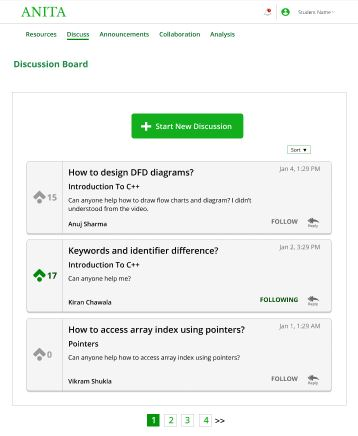 ANITA
Student Name
Resources Discuss Announcements Collaboration Analysis
Discussion Board
Start New Discussion
Sort ▼
How to design DFD diagrams? Jan 4, 1:29 PM
Introduction To C++
15
Can anyone help how to draw flow charts and diagram? I didn't
understood from the video.
Anuj Sharma FOLLOW Reply
Keywords and identifier difference? Jan 2, 3:29 PM
Introduction To C++
17
Can anyone help me?
Kiran Chawala FOLLOWING Reply
How to access array index using pointers? Jan 1, 1:29 AM
Pointers
0
Can anyone help how to access array index using pointers?
Vikram Shukla FOLLOW Reply
1 2 3 4 >>